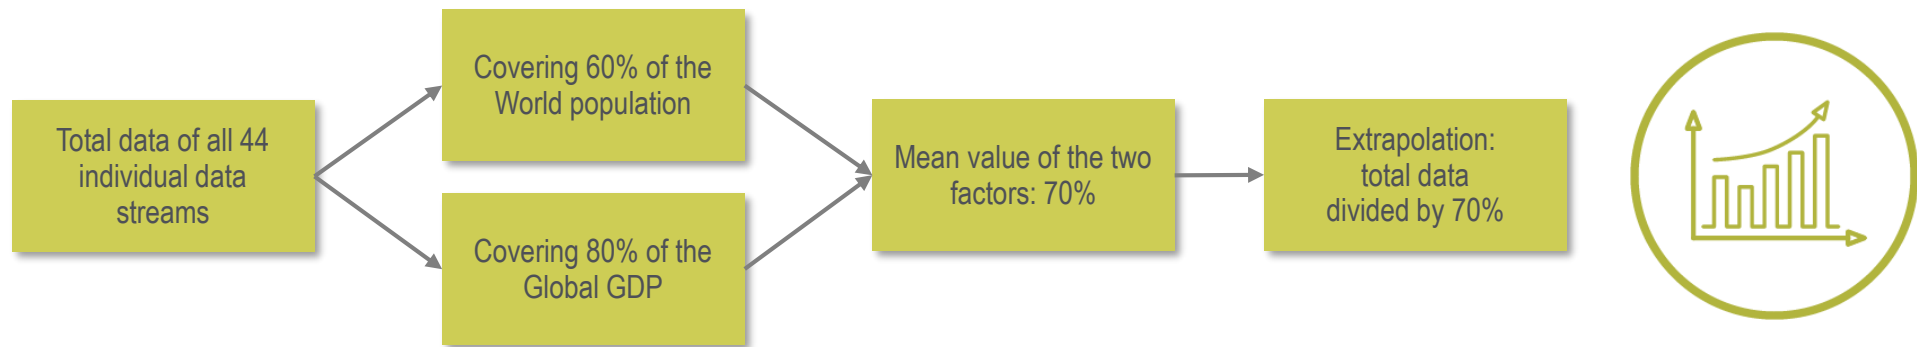 Total data of all 44
individual data
streams
Covering 60% of the
World population
Covering 80% of the
Global GDP
Mean value of the two
factors: 70%
Extrapolation:
total data
divided by 70%